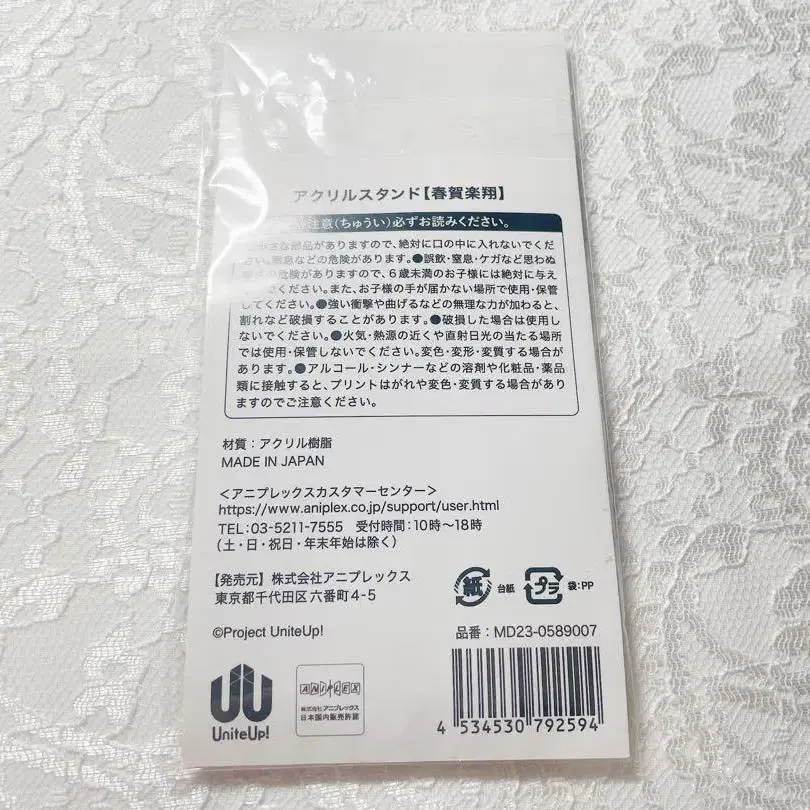 アクリルスタンド【春賀楽翔】
注意(ちゅうい)必ずお読みください。
小さな部品がありますので、絶対に口の中に入れないでくだ
さい。窒息などの危険があります。●誤飲・窒息・ケガなど思わぬ
の危険がありますので、6歳未満のお子様には絶対に与え
ください。また、お子様の手が届かない場所で使用・保管
してください。●強い衝撃や曲げるなどの無理な力が加わると、
割れなど破損することがあります。●破損した場合は使用し
ないでください。●火気・熱源の近くや直射日光の当たる場所
では使用・保管しないでください。変色・変形・変質する場合が
あります。●アルコール・シンナーなどの溶剤や化粧品・薬品
類に接触すると、プリントはがれや変色・変質する場合があり
ますのでご注意ください。
材質：アクリル樹脂
MADE IN JAPAN
＜アニプレックスカスタマーセンター＞
https://www.aniplex.co.jp/support/user.html
TEL：03-5211-7555 受付時間：10時～18時
（土・日・祝日・年末年始は除く）
【発売元】株式会社アニプレックス
東京都千代田区六番町4-5
紙 台紙 プラ 袋：PP
©Project UniteUp!
品番：MD23-0589007
UniteUp!
ANIPLEX
株式会社アニプレックス
日本国内販売許諾
4 534530 792594